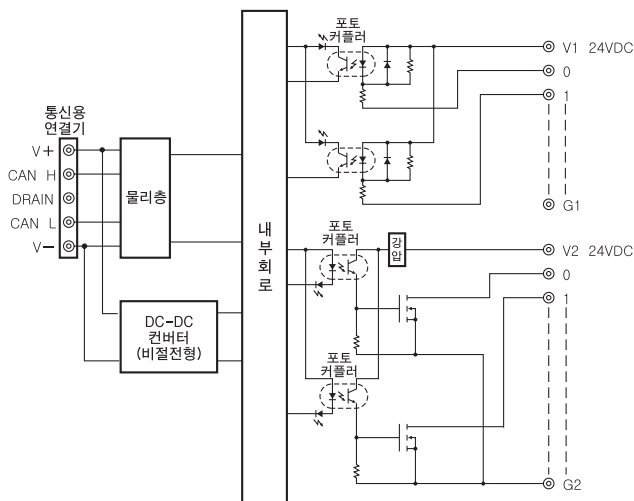 포토
커플러
V1 24VDC
0
1
G1
통신용
연결기
V+
CAN H
DRAIN
CAN L
V-
물리층
내
부
회
로
DC-DC
컨버터
(비절전형)
포토
커플러
강
압
V2 24VDC
0
1
포토
커플러
G2